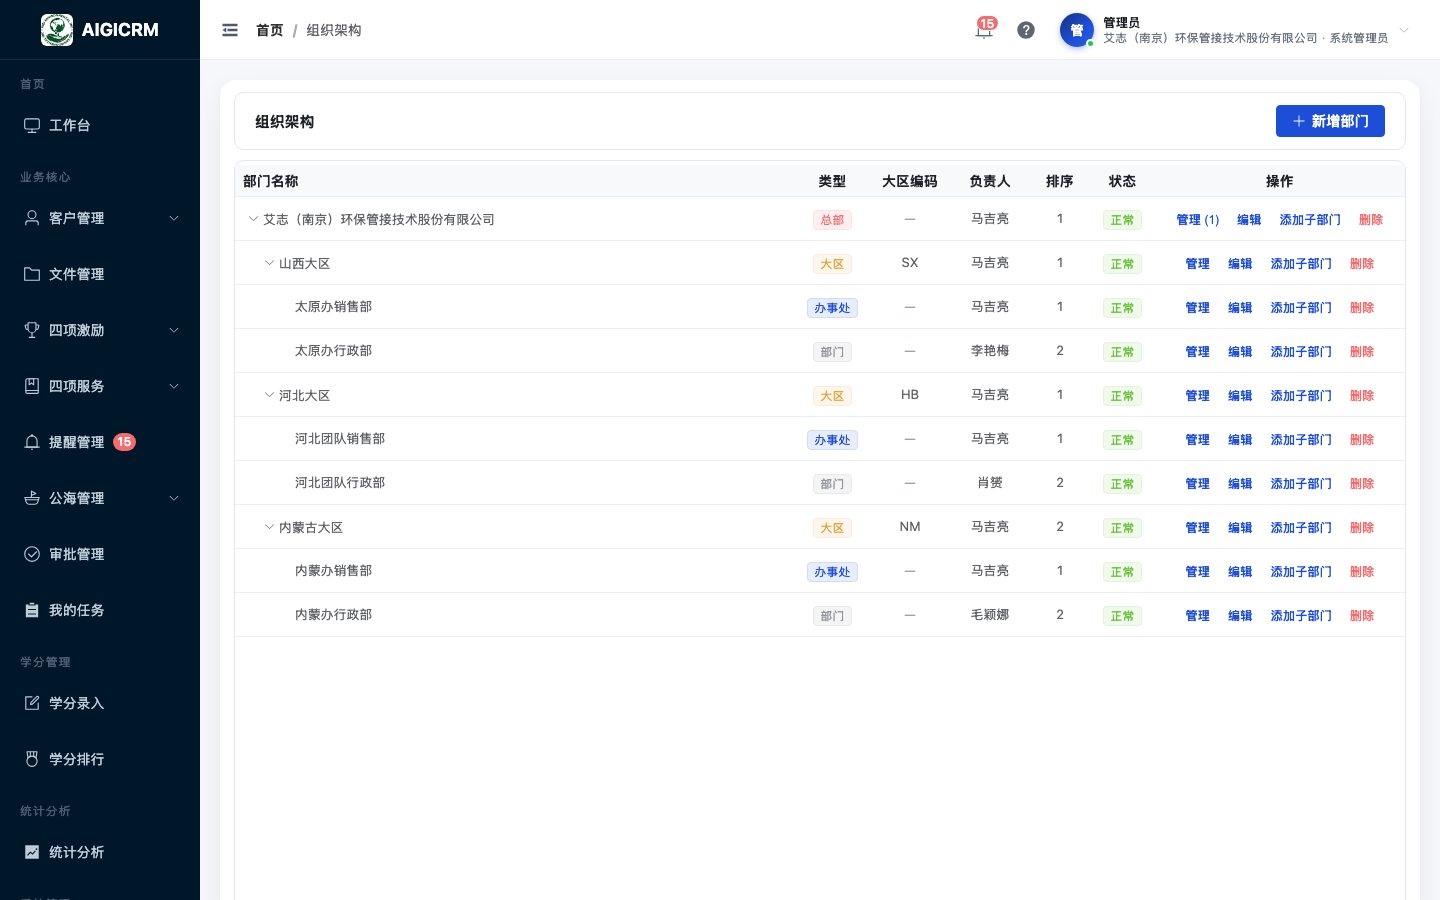 AIGICRM
首页 / 组织架构
15
管
管理员
艾志（南京）环保管接技术股份有限公司 · 系统管理员
首页
工作台
业务核心
客户管理
文件管理
四项激励
四项服务
提醒管理 15
公海管理
审批管理
我的任务
学分管理
学分录入
学分排行
统计分析
统计分析
组织架构
新增部门
部门名称 类型 大区编码 负责人 排序 状态 操作
艾志（南京）环保管接技术股份有限公司 总部 — 马吉亮 1 正常 管理 (1) 编辑 添加子部门 删除
山西大区 大区 SX 马吉亮 1 正常 管理 编辑 添加子部门 删除
太原办销售部 办事处 — 马吉亮 1 正常 管理 编辑 添加子部门 删除
太原办行政部 部门 — 李艳梅 2 正常 管理 编辑 添加子部门 删除
河北大区 大区 HB 马吉亮 1 正常 管理 编辑 添加子部门 删除
河北团队销售部 办事处 — 马吉亮 1 正常 管理 编辑 添加子部门 删除
河北团队行政部 部门 — 肖赟 2 正常 管理 编辑 添加子部门 删除
内蒙古大区 大区 NM 马吉亮 2 正常 管理 编辑 添加子部门 删除
内蒙办销售部 办事处 — 马吉亮 1 正常 管理 编辑 添加子部门 删除
内蒙办行政部 部门 — 毛颖娜 2 正常 管理 编辑 添加子部门 删除